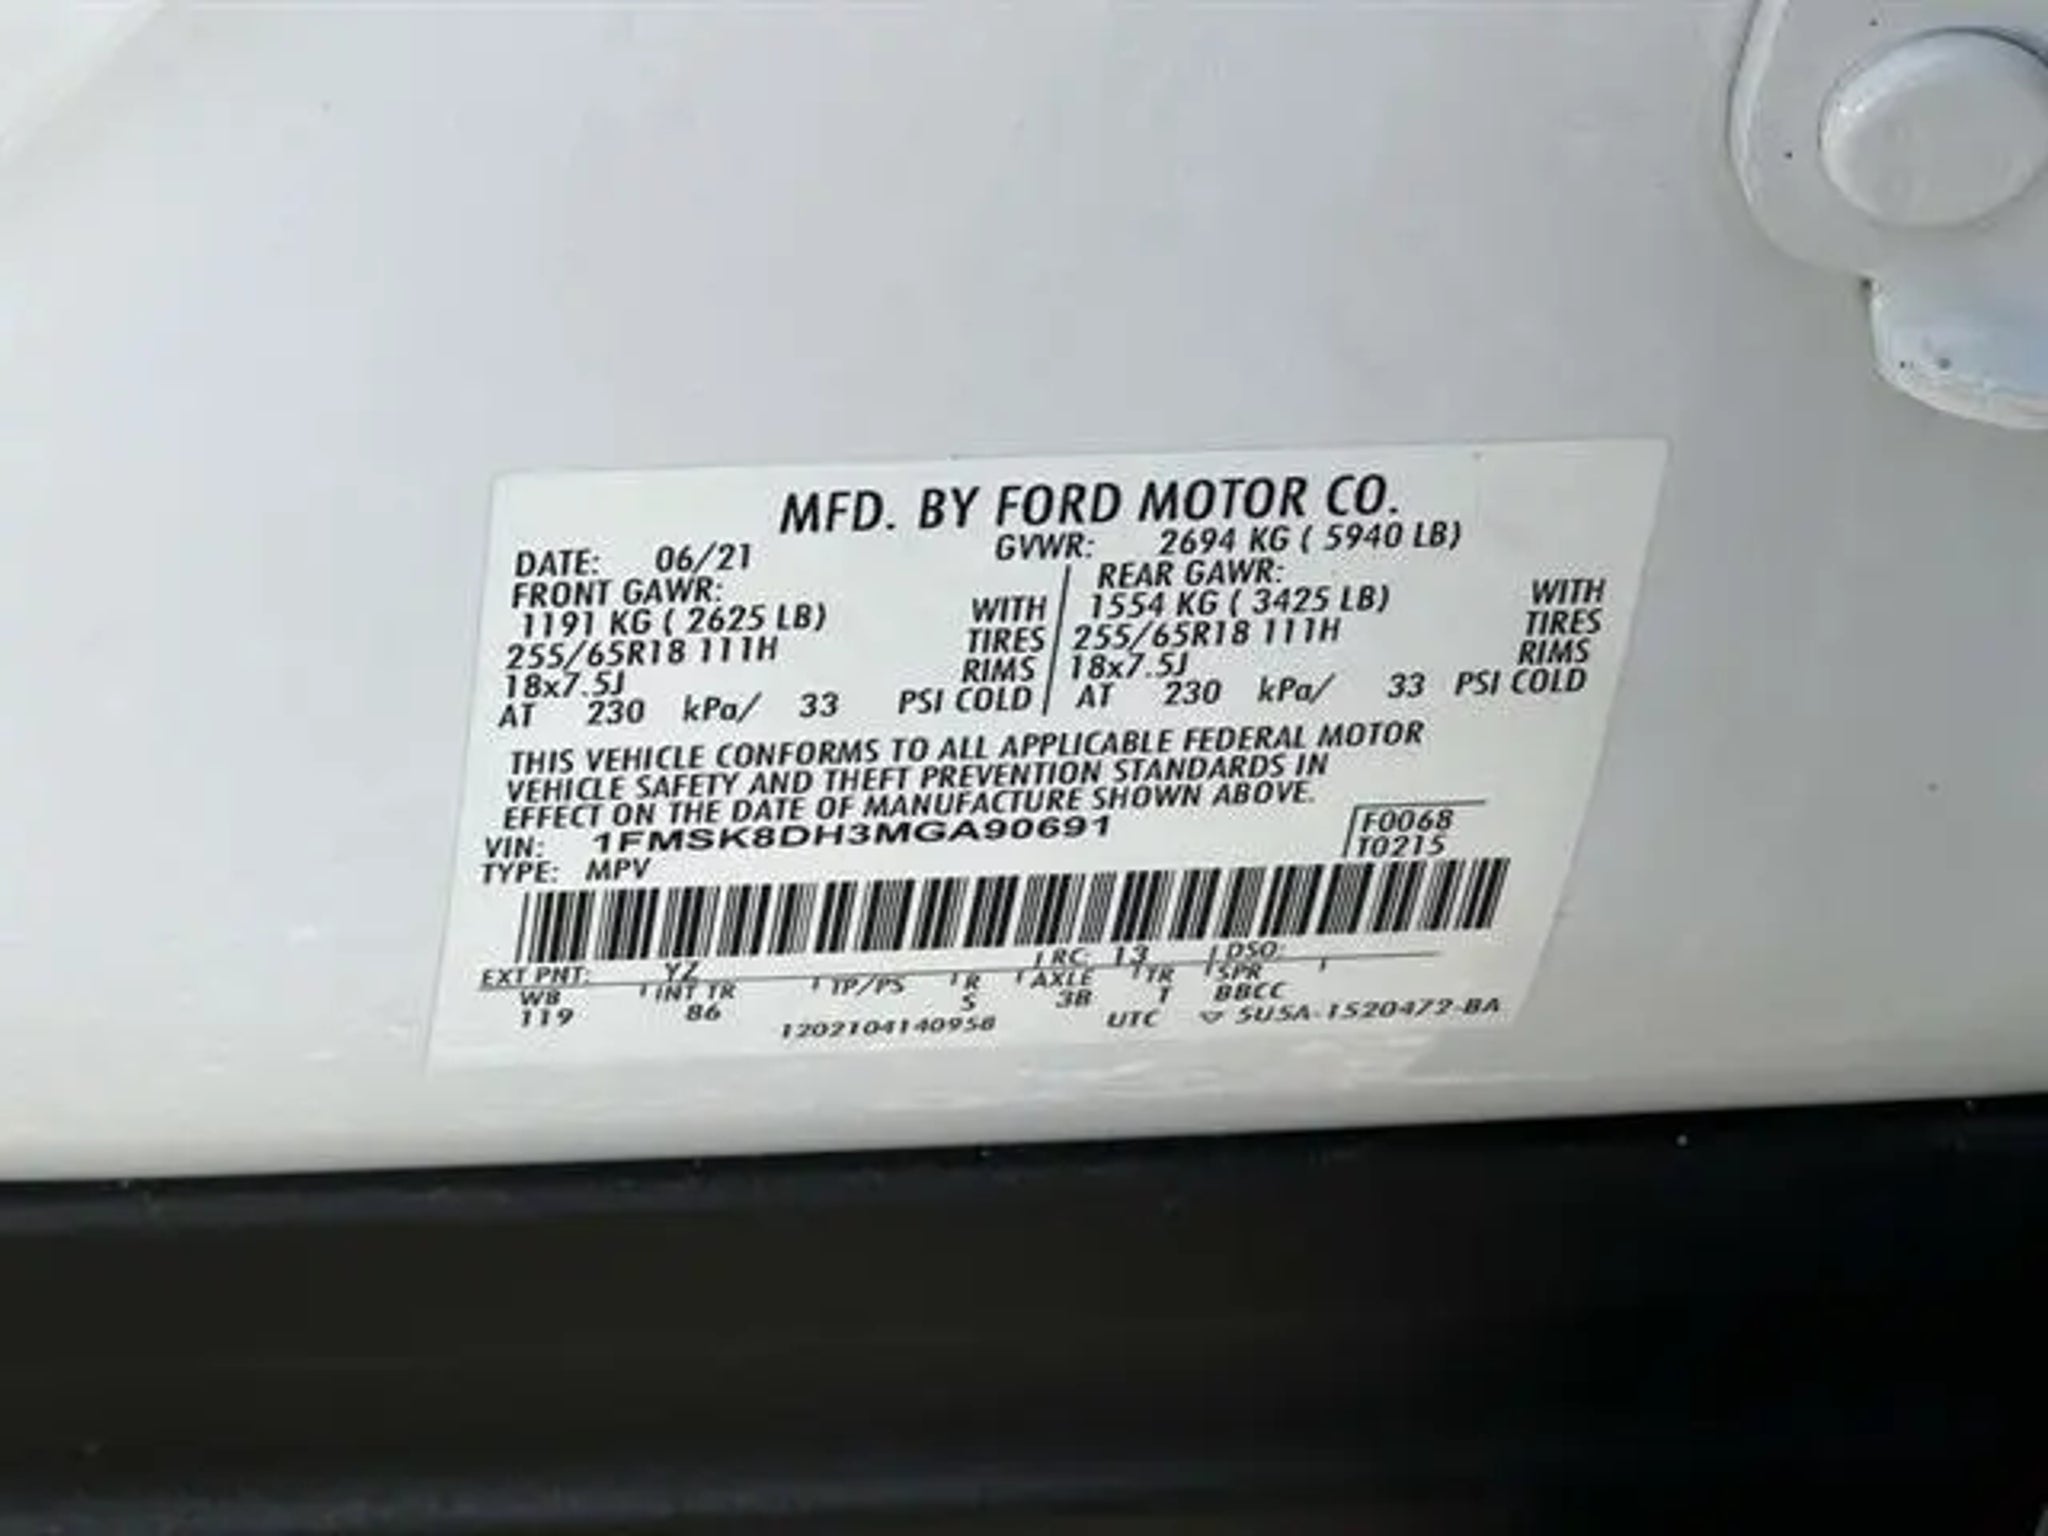 MFD. BY FORD MOTOR CO.
DATE: 06/21 GVWR: 2694 KG ( 5940 LB)
FRONT GAWR: REAR GAWR:
1191 KG ( 2625 LB) WITH 1554 KG ( 3425 LB) WITH
255/65R18 111H TIRES 255/65R18 111H TIRES
18x7.5J RIMS 18x7.5J RIMS
AT 230 kPa/ 33 PSI COLD AT 230 kPa/ 33 PSI COLD
THIS VEHICLE CONFORMS TO ALL APPLICABLE FEDERAL MOTOR
VEHICLE SAFETY AND THEFT PREVENTION STANDARDS IN
EFFECT ON THE DATE OF MANUFACTURE SHOWN ABOVE.
VIN: 1FMSK8DH3MGA90691 F0068
TYPE: MPV T0215
EXT PNT: YZ RC: 13 DSO:
WB INT TR TP/PS R AXLE TR SPR
119 86 5 3B T BBCC
1202104140958 UTC 5U5A-1520472-BA